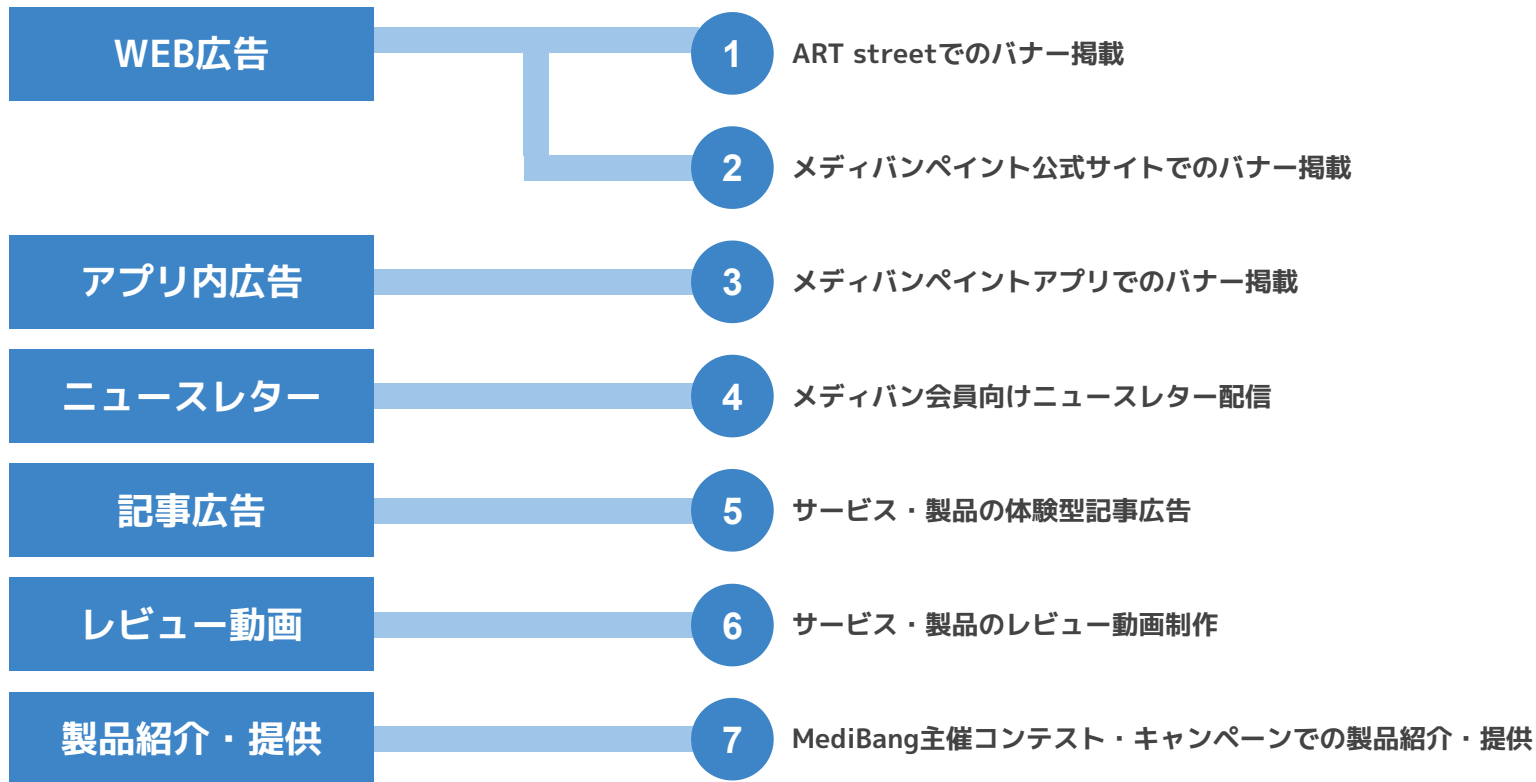 WEB広告
1 ART streetでのバナー掲載
2 メディバンペイント公式サイトでのバナー掲載
アプリ内広告
3 メディバンペイントアプリでのバナー掲載
ニュースレター
4 メディバン会員向けニュースレター配信
記事広告
5 サービス・製品の体験型記事広告
レビュー動画
6 サービス・製品のレビュー動画制作
製品紹介・提供
7 MediBang主催コンテスト・キャンペーンでの製品紹介・提供